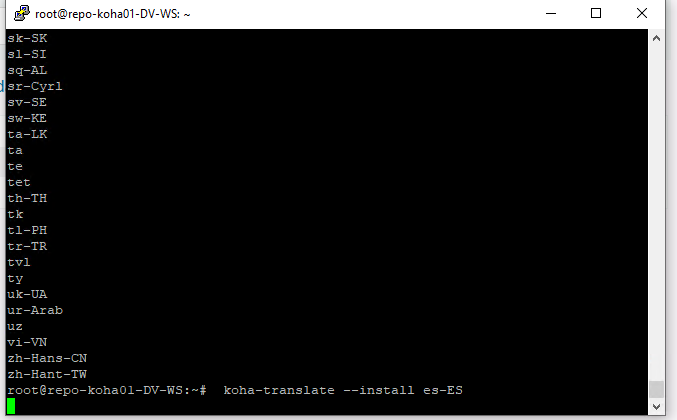 root@repo-koha01-DV-WS: ~
sk-SK
sl-SI
sq-AL
sr-Cyrl
sv-SE
sw-KE
ta-LK
ta
te
tet
th-TH
tk
tl-PH
tr-TR
tvl
ty
uk-UA
ur-Arab
uz
vi-VN
zh-Hans-CN
zh-Hant-TW
root@repo-koha01-DV-WS:~#  koha-translate --install es-ES